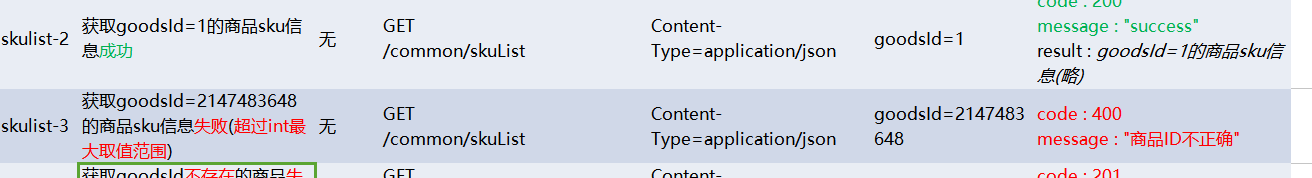 code : 200
获取goodsId=1的商品sku信
GET
Content-
message : "success"
skulist-2
息成功
无
/common/skuList
Type=application/json
goodsId=1
result : goodsId=1的商品sku信
息(略)
获取goodsId=2147483648
的商品sku信息失败(超过int最
大取值范围)
skulist-3
无
GET
/common/skuList
Content-
Type=application/json
goodsId=2147483
648
code : 400
message : "商品ID不正确"
获取goodsId不存在的商品失
GET
Content-
code : 201